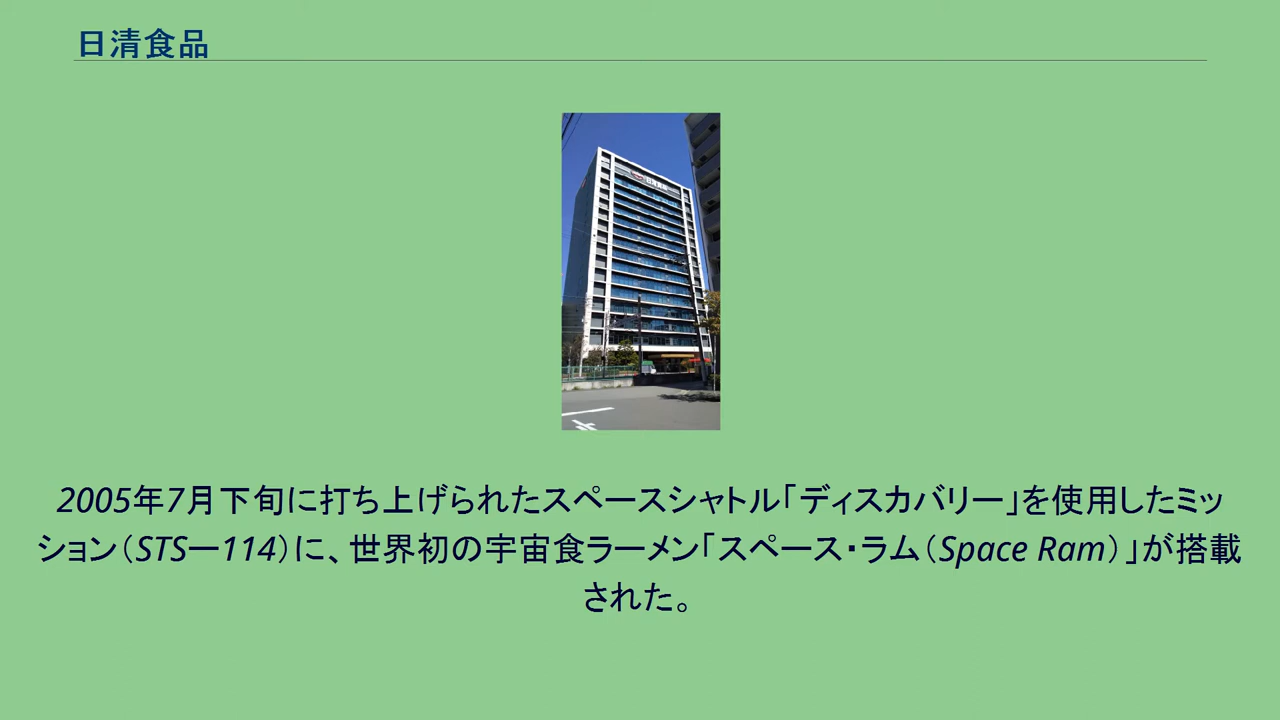 日清食品
日清食品
2005年7月下旬に打ち上げられたスペースシャトル「ディスカバリー」を使用したミッ
ション（STSー114）に、世界初の宇宙食ラーメン「スペース・ラム（Space Ram）」が搭載
された。